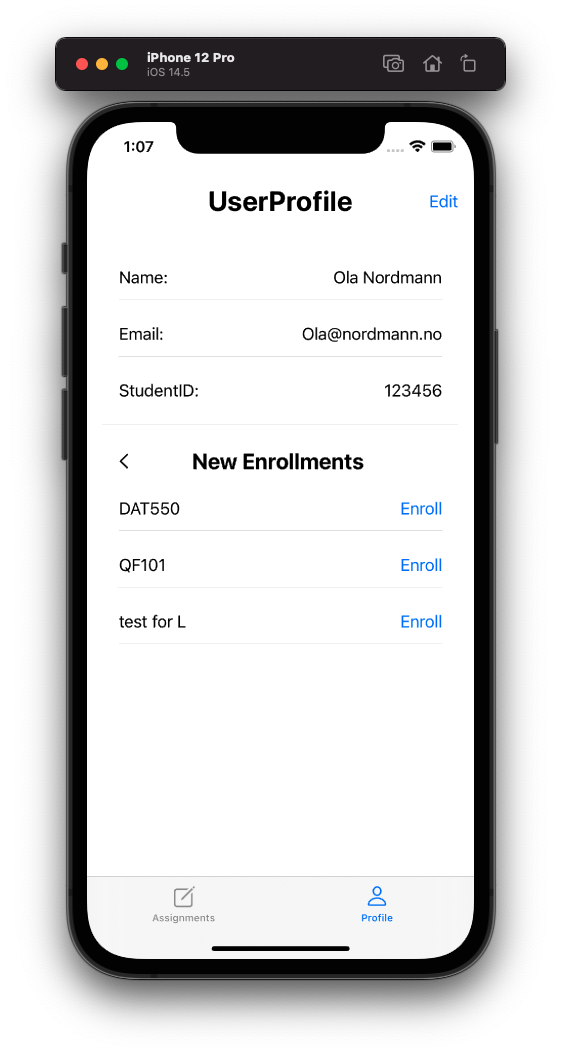 iPhone 12 Pro
iOS 14.5
1:07
UserProfile Edit
Name: Ola Nordmann
Email: Ola@nordmann.no
StudentID: 123456
New Enrollments
DAT550 Enroll
QF101 Enroll
test for L Enroll
Assignments Profile